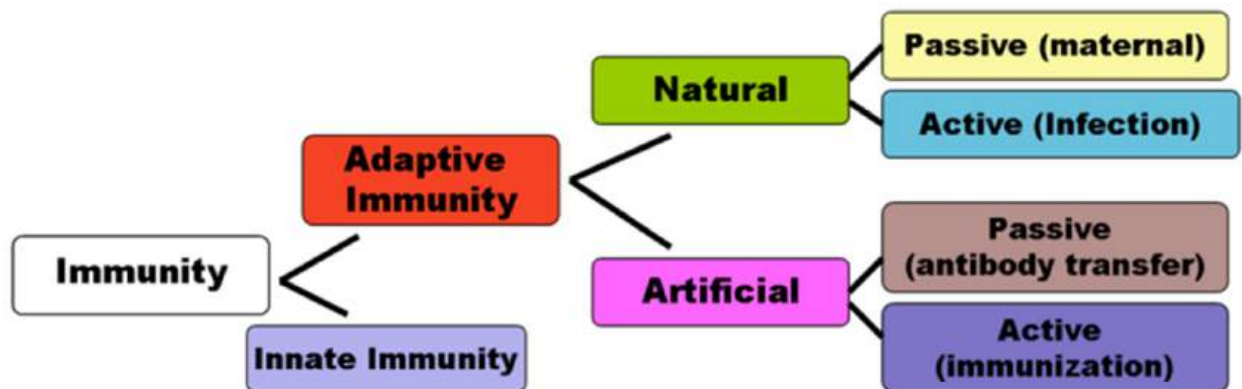 Passive (maternal)
Natural
Active (Infection)
Adaptive
Immunity
Passive
(antibody transfer)
Immunity
Artificial
Active
(immunization)
Innate Immunity